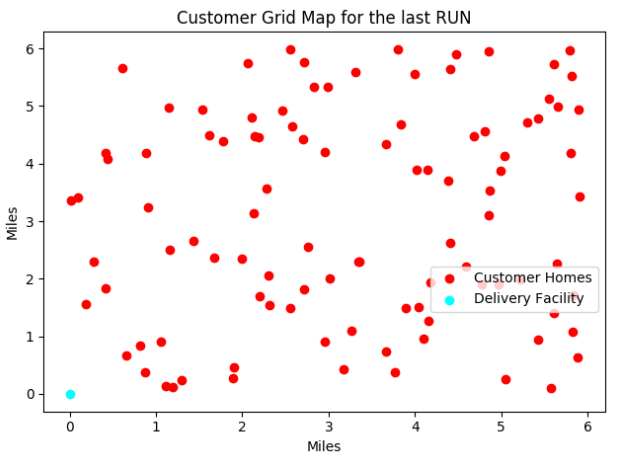 Customer Grid Map for the last RUN
6
5
4
3
2
1
0
Miles
Customer Homes
Delivery Facility
0 1 2 3 4 5 6
Miles